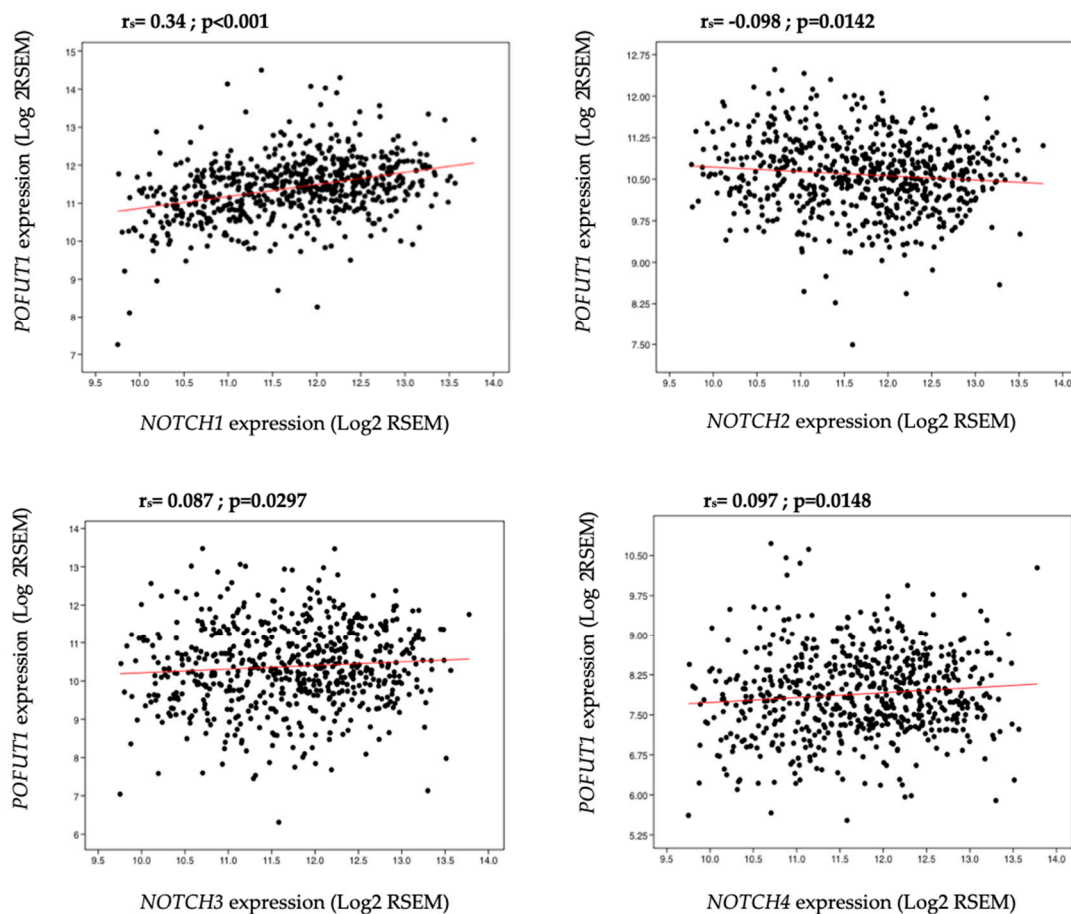 rs= 0.34 ; p<0.001
POFUT1 expression (Log 2RSEM)
15
14
13
12
11
10
9
8
7
9.5 10.0 10.5 11.0 11.5 12.0 12.5 13.0 13.5 14.0
NOTCH1 expression (Log2 RSEM)
rs= -0.098 ; p=0.0142
POFUT1 expression (Log 2RSEM)
12.75
12.00
11.25
10.50
9.75
9.00
8.25
7.50
9.5 10.0 10.5 11.0 11.5 12.0 12.5 13.0 13.5 14.0
NOTCH2 expression (Log2 RSEM)
rs= 0.087 ; p=0.0297
POFUT1 expression (Log 2RSEM)
14
13
12
11
10
9
8
7
6
9.5 10.0 10.5 11.0 11.5 12.0 12.5 13.0 13.5 14.0
NOTCH3 expression (Log2 RSEM)
rs= 0.097 ; p=0.0148
POFUT1 expression (Log 2RSEM)
10.50
9.75
9.00
8.25
7.50
6.75
6.00
5.25
9.5 10.0 10.5 11.0 11.5 12.0 12.5 13.0 13.5 14.0
NOTCH4 expression (Log2 RSEM)